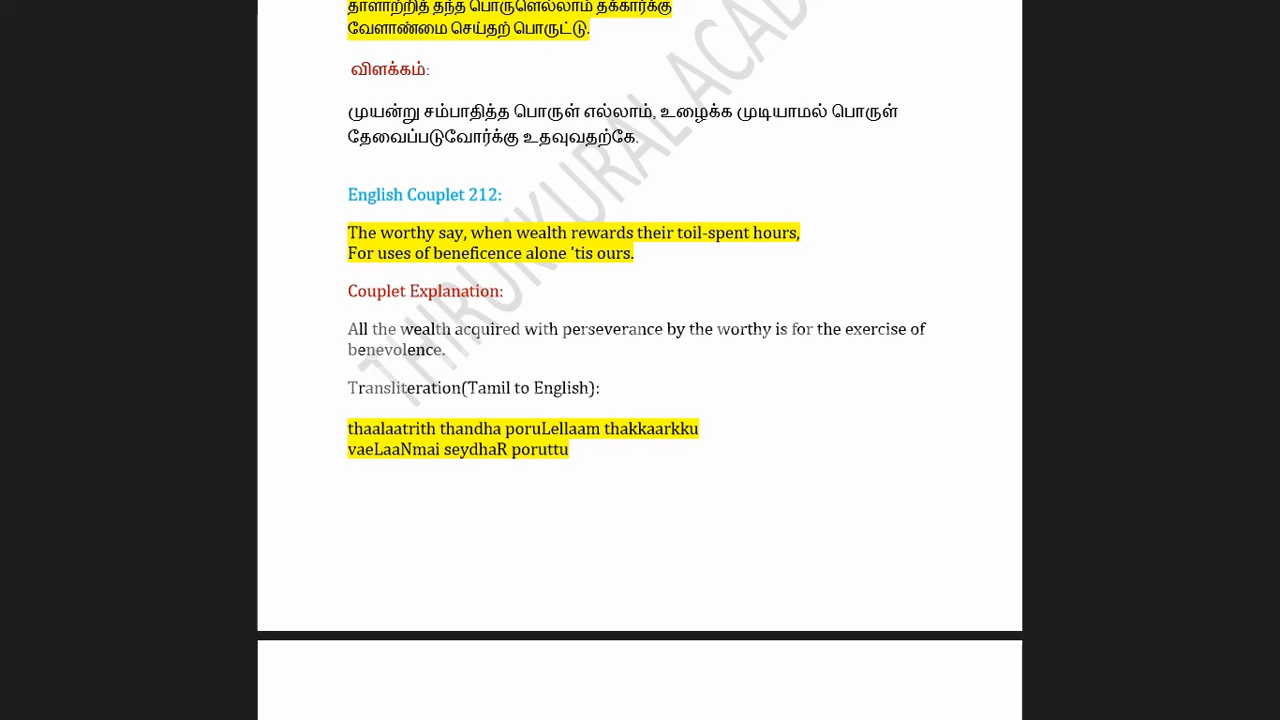 தாளாற்றித் தந்த பொருளெல்லாம் தக்கார்க்கு
வேளாண்மை செய்தற் பொருட்டு.
விளக்கம்:
முயன்று சம்பாதித்த பொருள் எல்லாம், உழைக்க முடியாமல் பொருள்
தேவைப்படுவோர்க்கு உதவுவதற்கே.
English Couplet 212:
The worthy say, when wealth rewards their toil-spent hours,
For uses of beneficence alone 'tis ours.
Couplet Explanation:
All the wealth acquired with perseverance by the worthy is for the exercise of
benevolence.
Transliteration(Tamil to English):
thaalaatrith thandha poruLellaam thakkaarkku
vaeLaaNmai seydhaR poruttu
THIRUKURAL ACAD